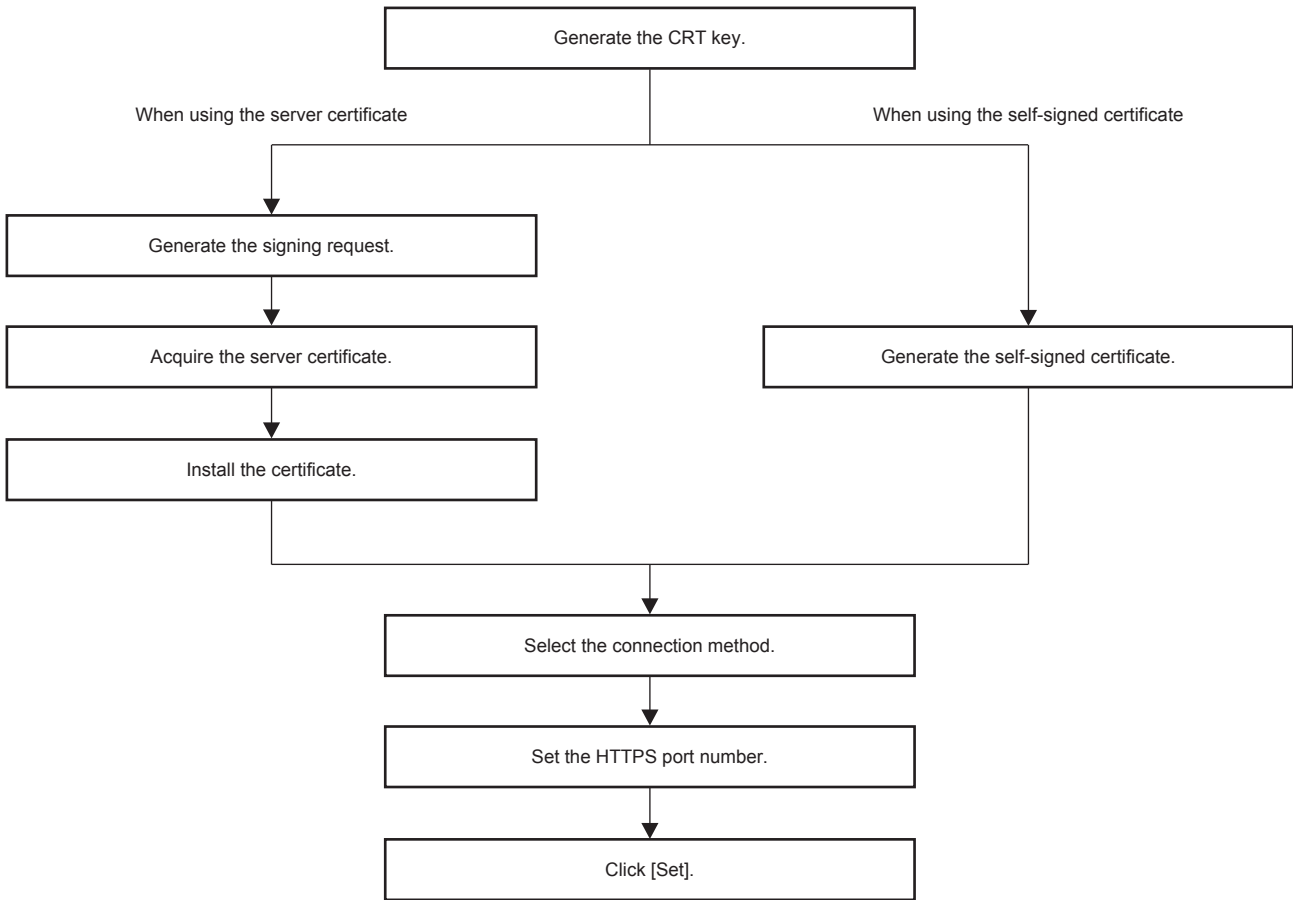 Generate the CRT key.
When using the server certificate
When using the self-signed certificate
Generate the signing request.
Acquire the server certificate.
Generate the self-signed certificate.
Install the certificate.
Select the connection method.
Set the HTTPS port number.
Click [Set].